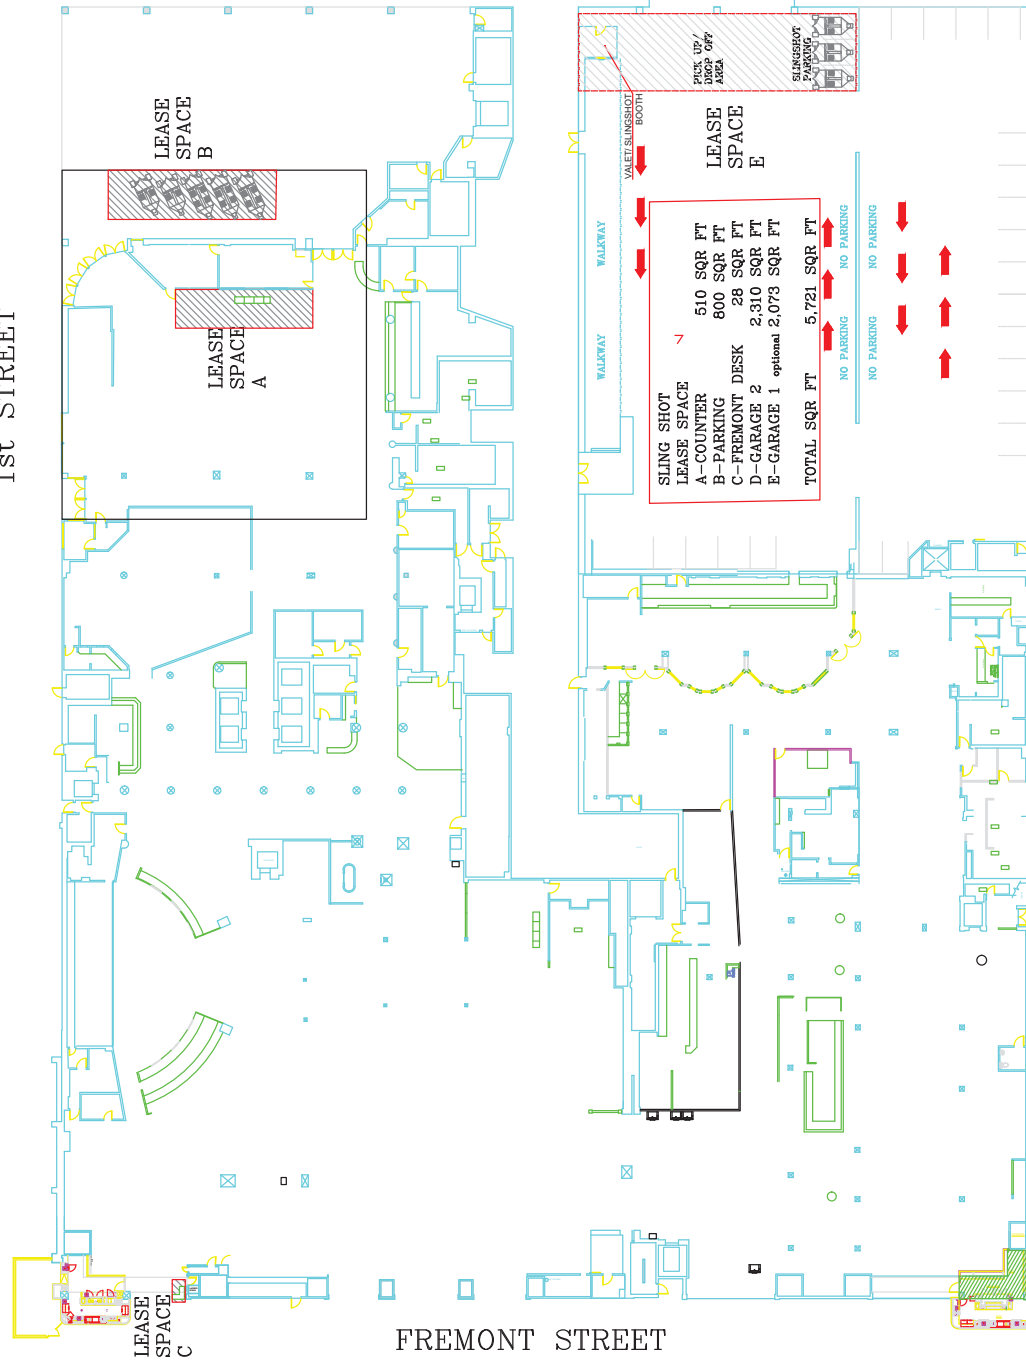 1st STREET
LEASE
SPACE
B
LEASE
SPACE
A
PICK UP/
DROP OFF
AREA
SLINGSHOT
PARKING
VALET/ SLINGSHOT
BOOTH
LEASE
SPACE
E
WALKWAY
WALKWAY
SLING SHOT
LEASE SPACE
A-COUNTER 510 SQR FT
B-PARKING 800 SQR FT
C-FREMONT DESK 28 SQR FT
D-GARAGE 2 2,310 SQR FT
E-GARAGE 1 optional 2,073 SQR FT
TOTAL SQR FT 5,721 SQR FT
7
NO PARKING
NO PARKING
NO PARKING
NO PARKING
LEASE
SPACE
C
FREMONT STREET